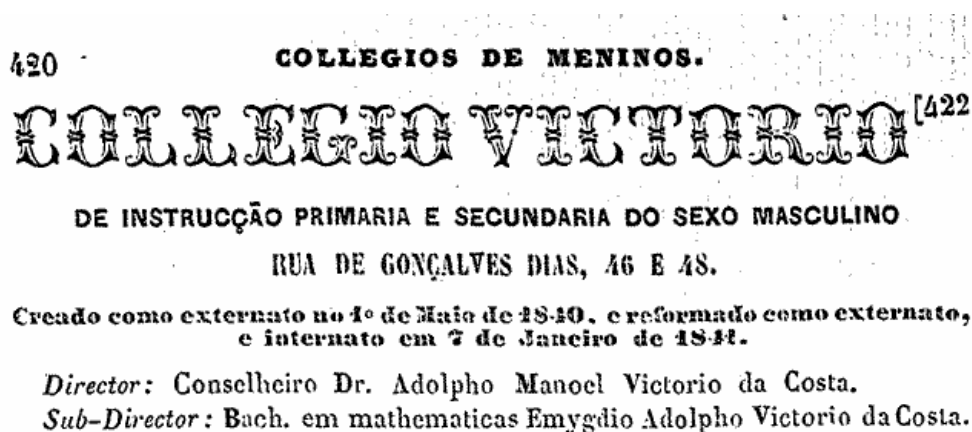 420
COLLEGIOS DE MENINOS.
COLLEGIO VICTORIO [422
DE INSTRUCÇÃO PRIMARIA E SECUNDARIA DO SEXO MASCULINO
RUA DE GONÇALVES DIAS, 46 E 48.
Creado como externato no 1º de Maio de 1840, e reformado como externato,
e internato em 7 de Janeiro de 1841.
Director: Conselheiro Dr. Adolpho Manoel Victorio da Costa.
Sub-Director: Bach. em mathematicas Emygdio Adolpho Victorio da Costa.